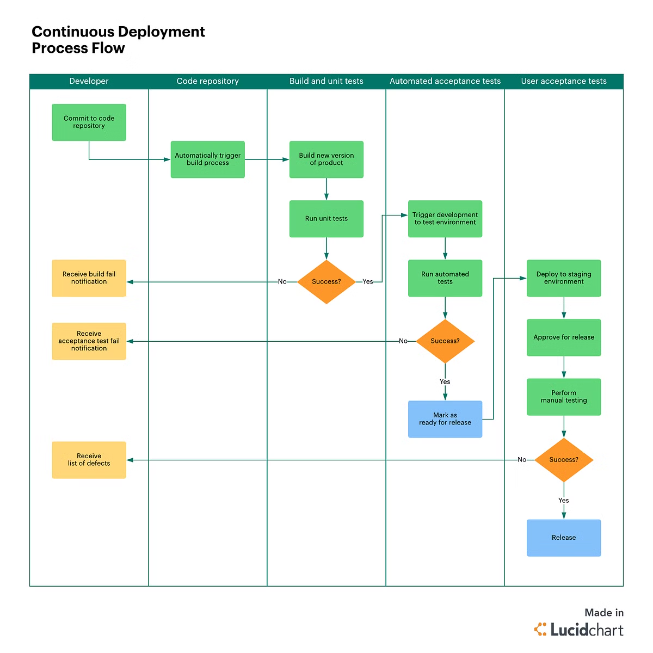 Continuous Deployment
Process Flow
Developer
Code repository
Build and unit tests
Automated acceptance tests
User acceptance tests
Commit to code
repository
Automatically trigger
build process
Build new version
of product
Run unit tests
Trigger development
to test environment
Receive build fail
notification
No
Success?
Yes
Run automated
tests
Deploy to staging
environment
Receive
acceptance test fail
notification
No
Success?
Approve for release
Yes
Mark as
ready for release
Perform
manual testing
Receive
list of defects
No
Success?
Yes
Release
Made in
Lucidchart